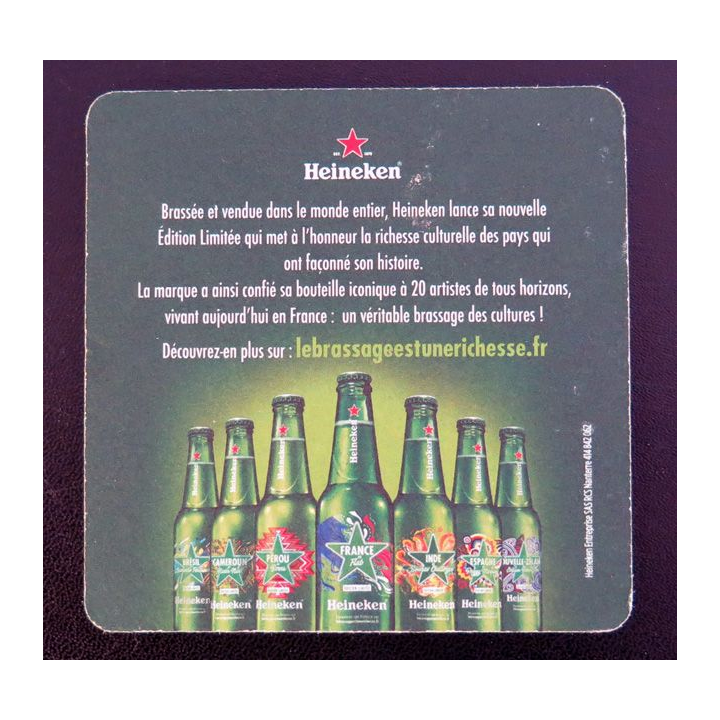 Heineken
Brassée et vendue dans le monde entier, Heineken lance sa nouvelle
Édition Limitée qui met à l'honneur la richesse culturelle des pays qui
ont façonné son histoire.
La marque a ainsi confié sa bouteille iconique à 20 artistes de tous horizons,
vivant aujourd'hui en France : un véritable brassage des cultures !
Découvrez-en plus sur : lebrassageestunerichesse.fr
Heineken Entreprise SAS RCS Nanterre 414 842 062
Heineken Heineken Heineken Heineken Heineken Heineken Heineken
BRÉSIL CAMEROUN PÉROU FRANCE INDE ESPAGNE NOUVELLE-ZÉLAN
Heineken Heineken Heineken Heineken Heineken Heineken Heineken